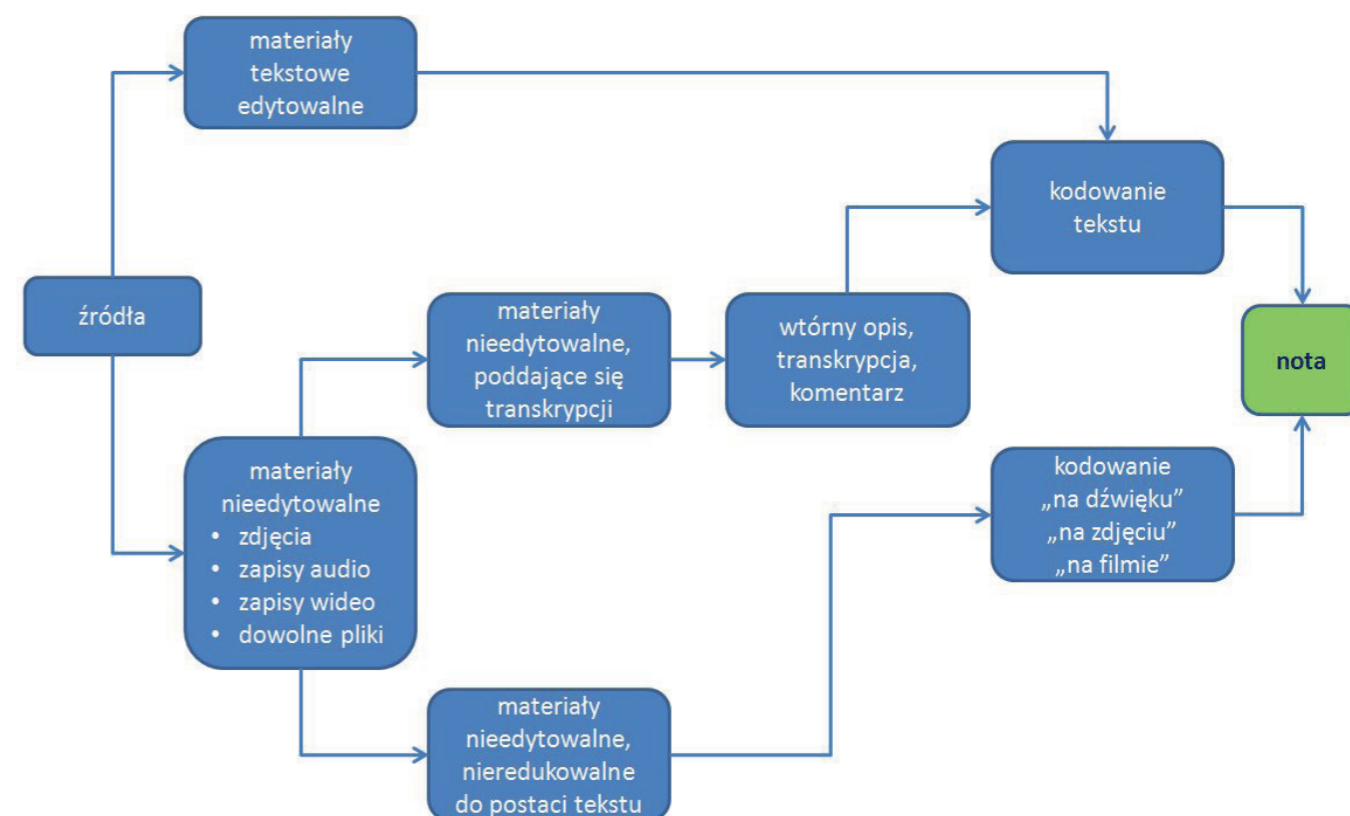 materiały
tekstowe
edytowalne
kodowanie
tekstu
źródła
materiały
nieedytowalne,
poddające się
transkrypcji
wtórny opis,
transkrypcja,
komentarz
nota
materiały
nieedytowalne
• zdjęcia
• zapisy audio
• zapisy wideo
• dowolne pliki
kodowanie
„na dźwięku”
„na zdjęciu”
„na filmie”
materiały
nieedytowalne,
nieredukowalne
do postaci tekstu